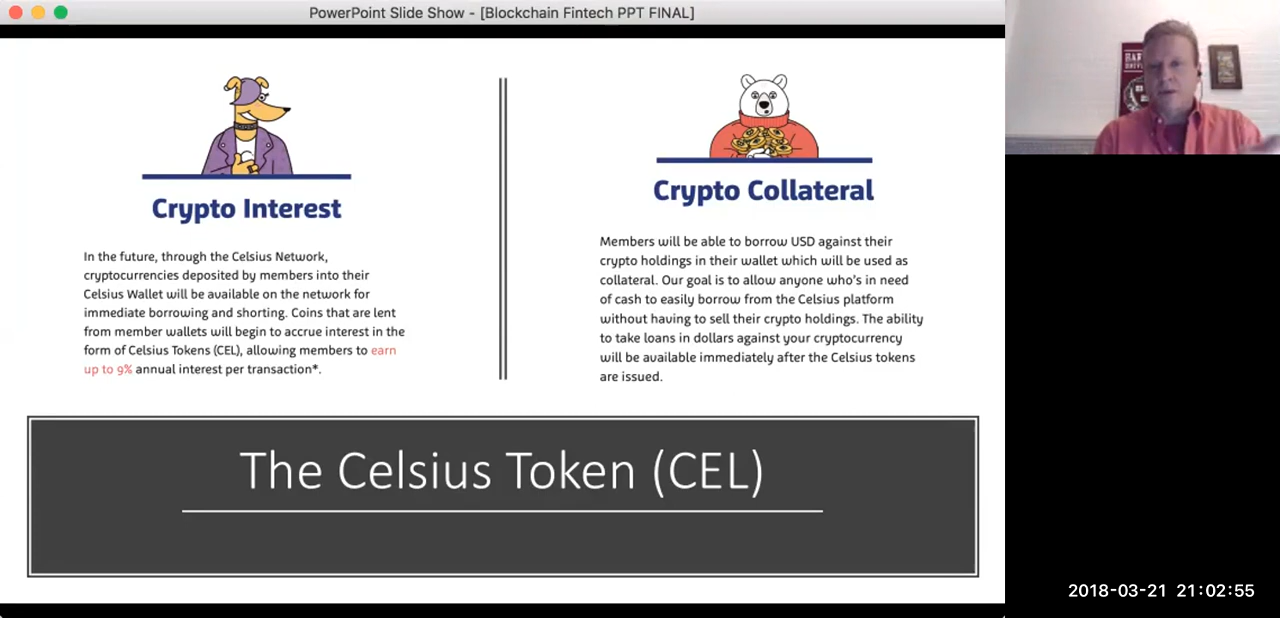 PowerPoint Slide Show - [Blockchain Fintech PPT FINAL]
Crypto Interest
In the future, through the Celsius Network,
cryptocurrencies deposited by members into their
Celsius Wallet will be available on the network for
immediate borrowing and shorting. Coins that are lent
from member wallets will begin to accrue interest in the
form of Celsius Tokens (CEL), allowing members to earn
up to 9% annual interest per transaction*.
Crypto Collateral
Members will be able to borrow USD against their
crypto holdings in their wallet which will be used as
collateral. Our goal is to allow anyone who's in need
of cash to easily borrow from the Celsius platform
without having to sell their crypto holdings. The ability
to take loans in dollars against your cryptocurrency
will be available immediately after the Celsius tokens
are issued.
The Celsius Token (CEL)
2018-03-21 21:02:55